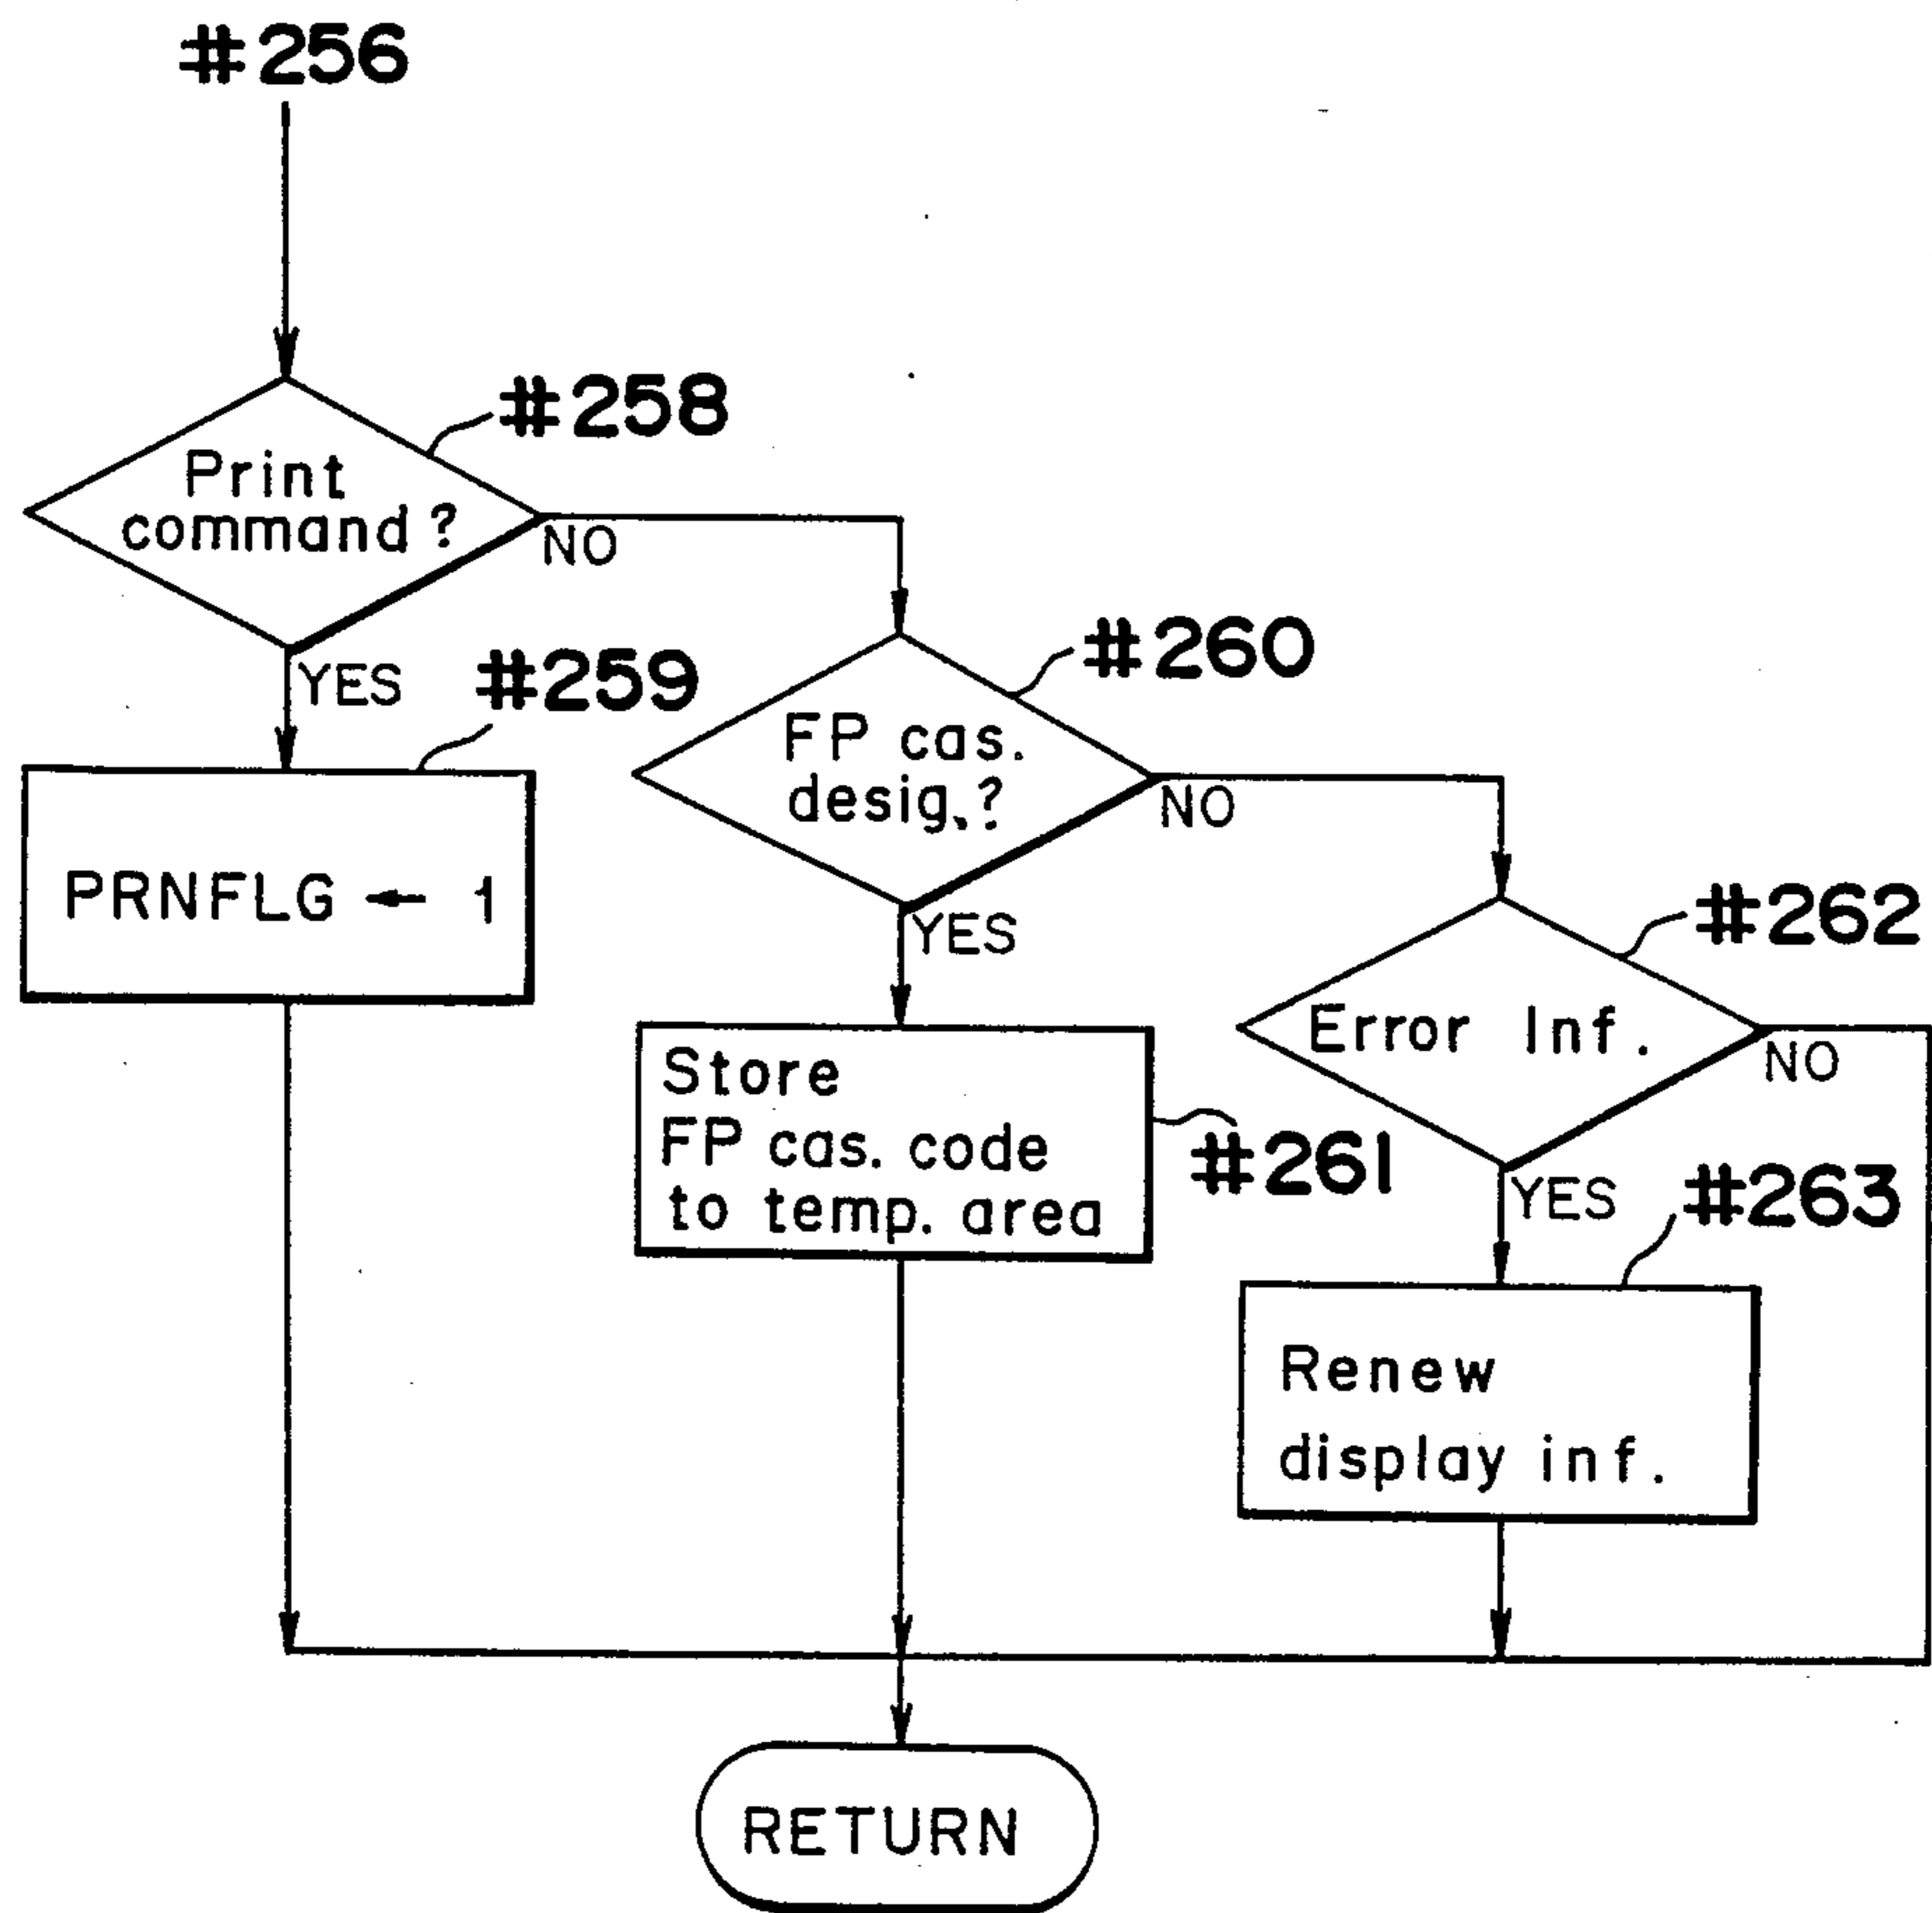 #256
#258
Print
command?
NO
YES
#259
PRNFLG ← 1
#260
FP cas.
desig.?
NO
YES
Store
FP cas. code
to temp. area
#261
#262
Error Inf.
NO
YES
#263
Renew
display inf.
RETURN